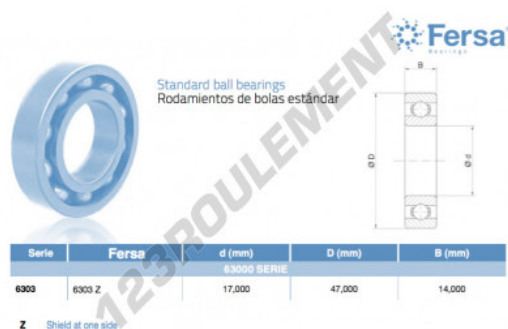 Fersa
Bearings
Standard ball bearings
Rodamientos de bolas estándar
B
Ø D
Ø d
Serie Fersa d (mm) D (mm) B (mm)
63000 SERIE
6303 6303 Z 17,000 47,000 14,000
Z Shield at one side
123ROULEMENT